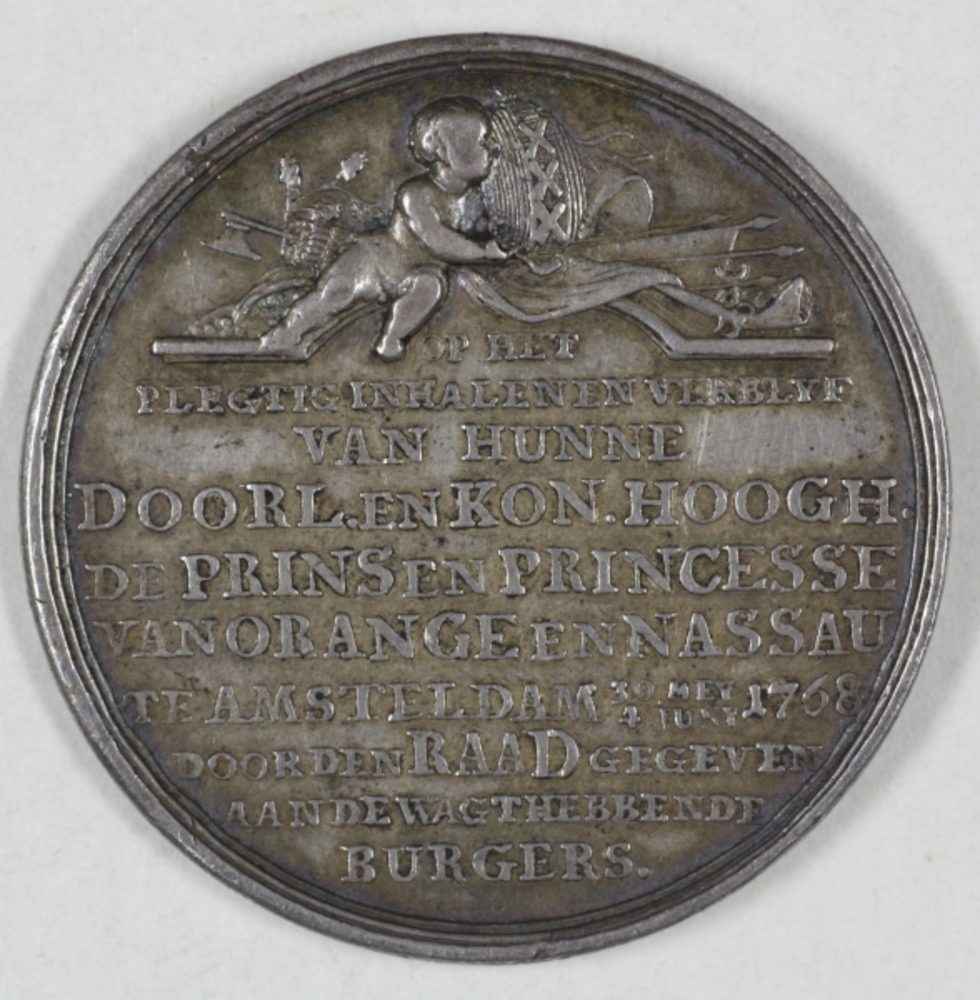 OP HET
PLEGTIG INHALEN EN VERBLYF
VAN HUNNE
DOORL. EN KON. HOOGH.
DE PRINS EN PRINCESSE
VAN ORANGE EN NASSAU
TE AMSTELDAM 30 MEY 4 JUNY 1768
DOOR DEN RAAD GEGEVEN
AAN DE WAGTHEBBENDE
BURGERS.